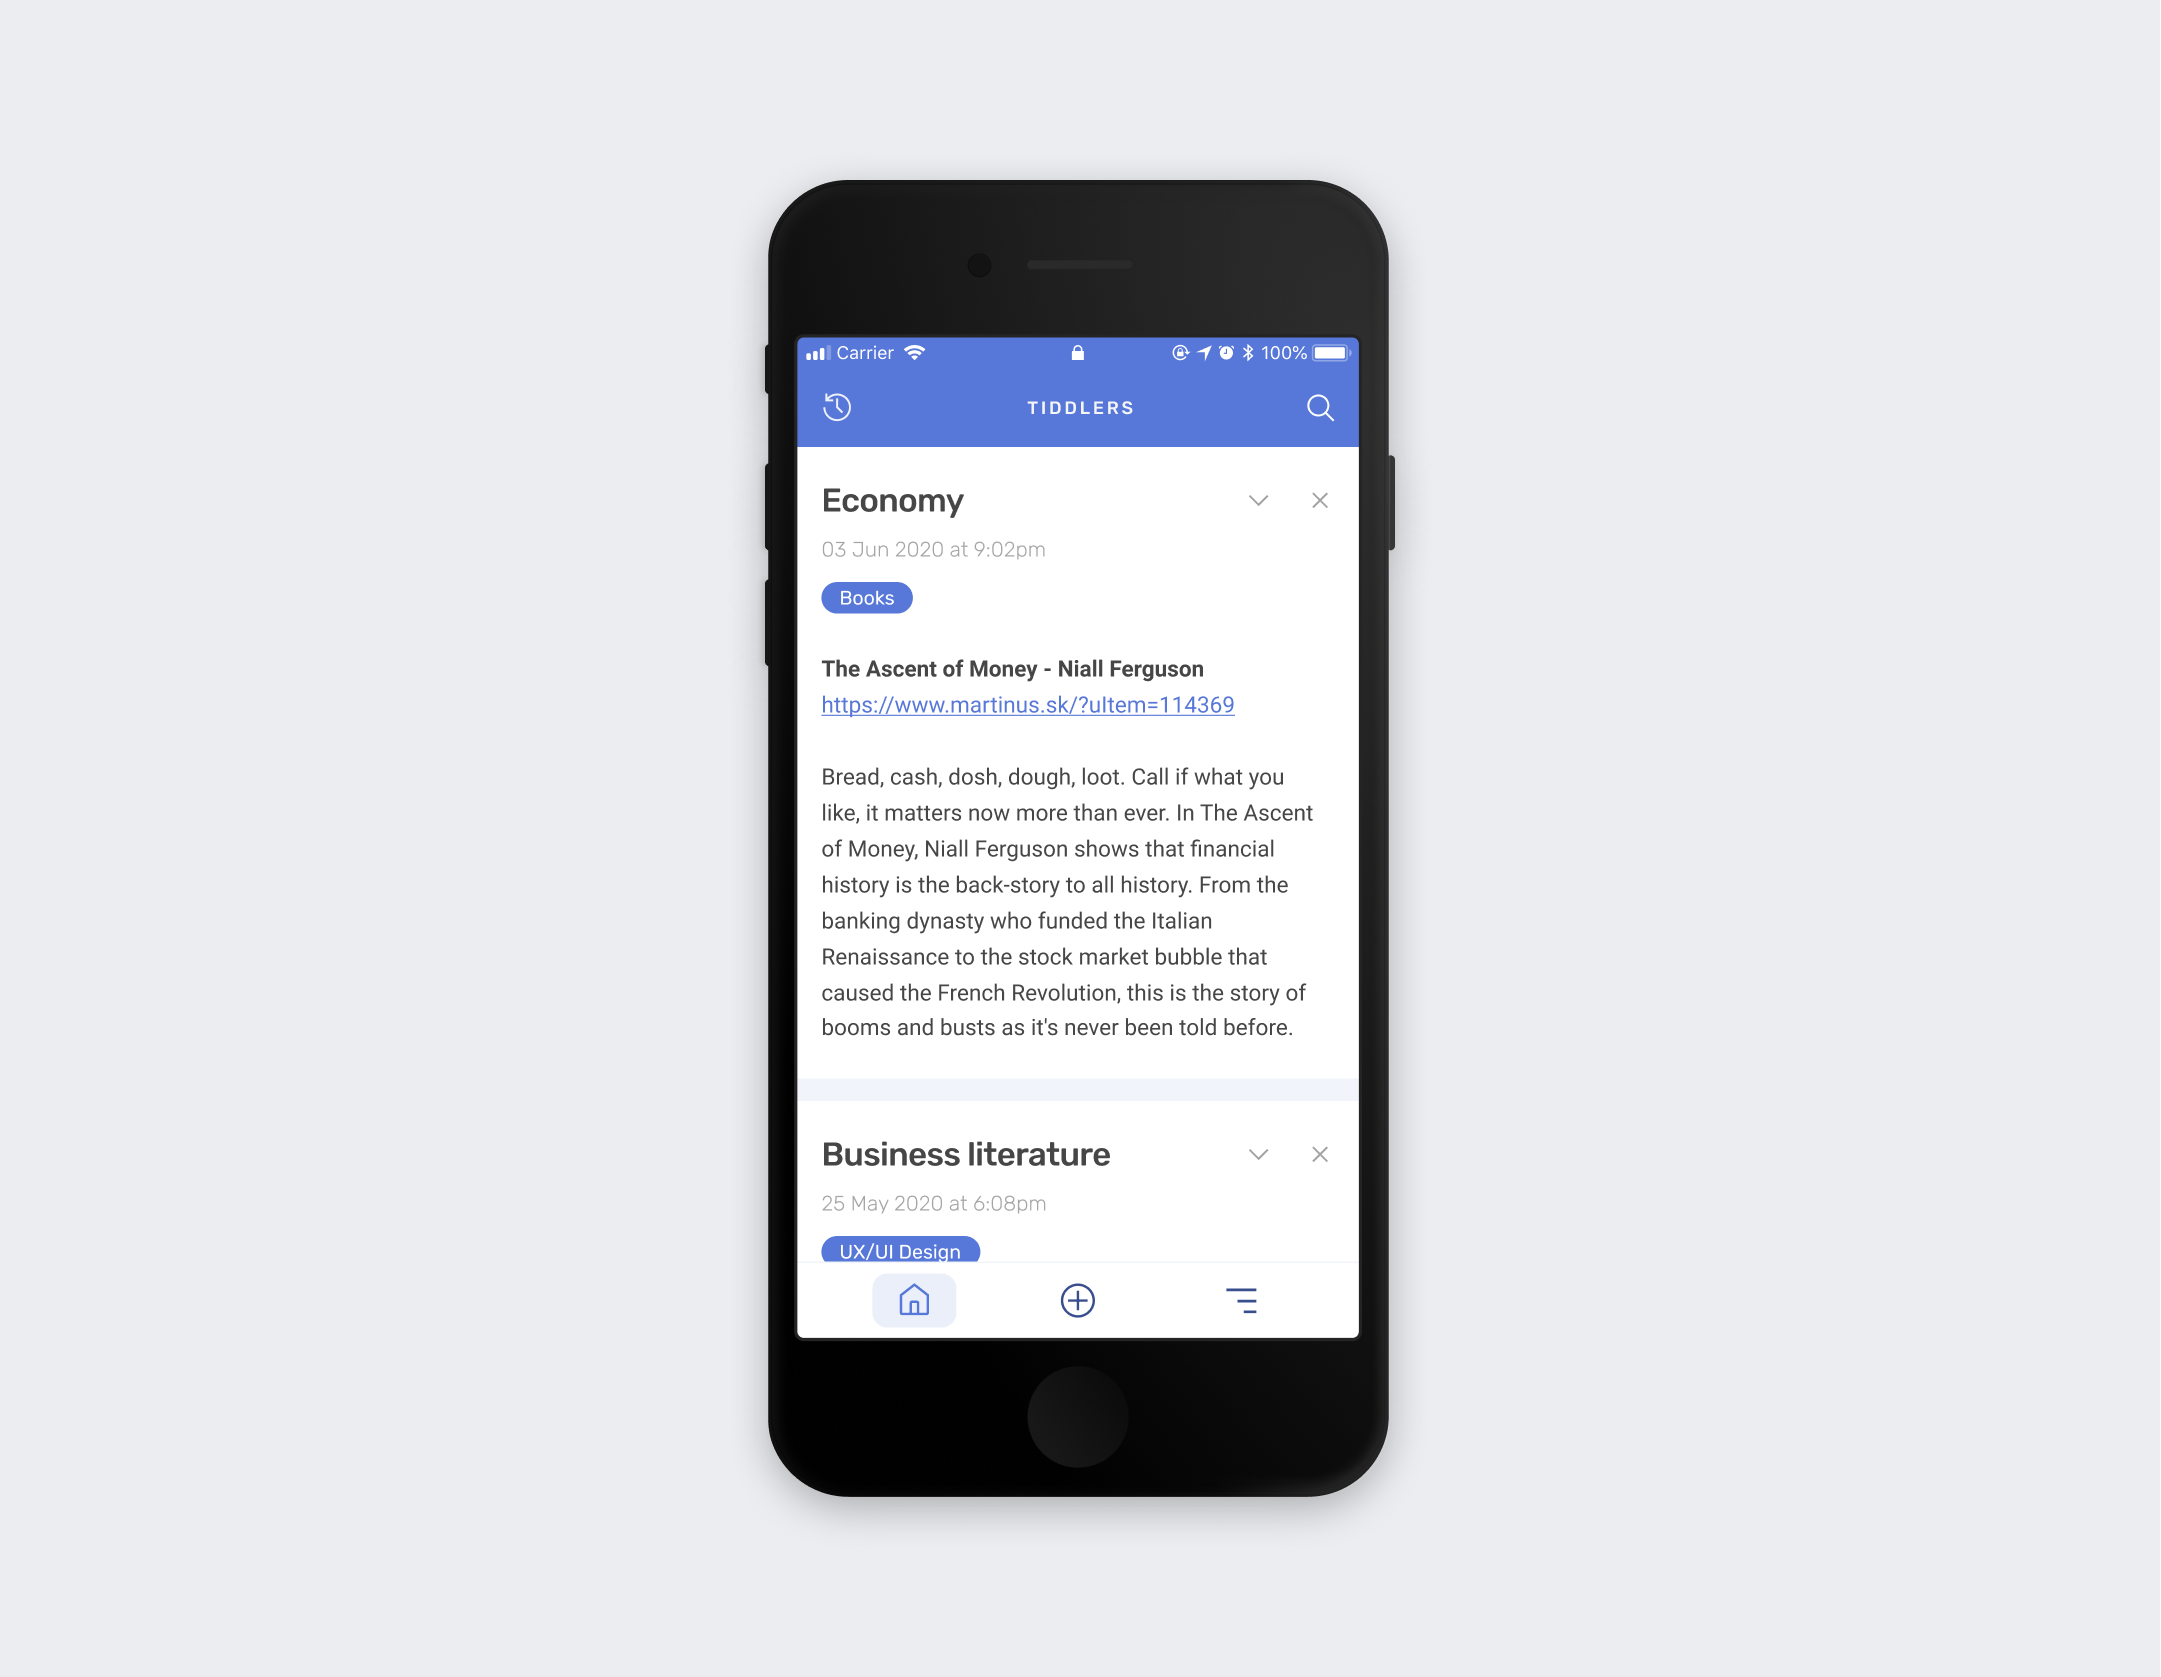 Carrier 100%
TIDDLERS
Economy
03 Jun 2020 at 9:02pm
Books
The Ascent of Money - Niall Ferguson
https://www.martinus.sk/?uItem=114369
Bread, cash, dosh, dough, loot. Call if what you
like, it matters now more than ever. In The Ascent
of Money, Niall Ferguson shows that financial
history is the back-story to all history. From the
banking dynasty who funded the Italian
Renaissance to the stock market bubble that
caused the French Revolution, this is the story of
booms and busts as it's never been told before.
Business literature
25 May 2020 at 6:08pm
UX/UI Design